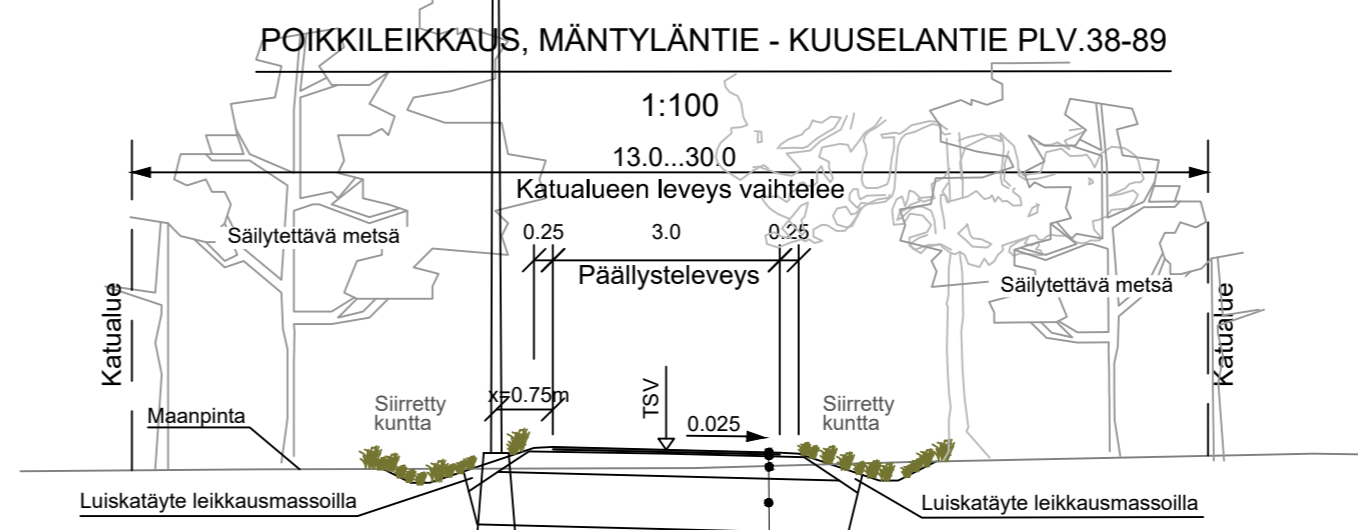 POIKKILEIKKAUS, MÄNTYLÄNTIE - KUUSELANTIE PLV.38-89
1:100
13.0...30.0
Katualueen leveys vaihtelee
Säilytettävä metsä
0.25
3.0
0.25
Päällysteleveys
Säilytettävä metsä
Katualue
Katualue
x=0.75m
TSV
0.025
Siirretty
kuntta
Siirretty
kuntta
Maanpinta
Luiskatäyte leikkausmassoilla
Luiskatäyte leikkausmassoilla